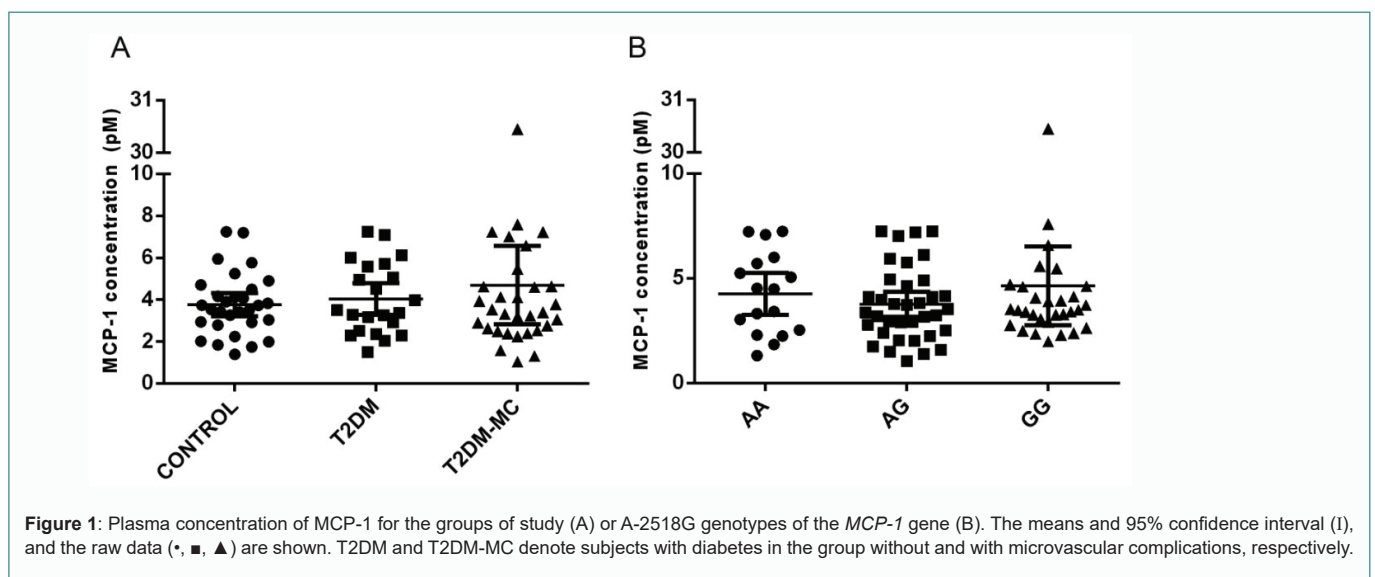 A
MCP-1 concentration (pM)
31
30
10
8
6
4
2
0
CONTROL
T2DM
T2DM-MC
B
MCP-1 concentration (pM)
31
30
10
5
0
AA
AG
GG
Figure 1: Plasma concentration of MCP-1 for the groups of study (A) or A-2518G genotypes of the MCP-1 gene (B). The means and 95% confidence interval (I),
and the raw data (•, ■, ▲) are shown. T2DM and T2DM-MC denote subjects with diabetes in the group without and with microvascular complications, respectively.